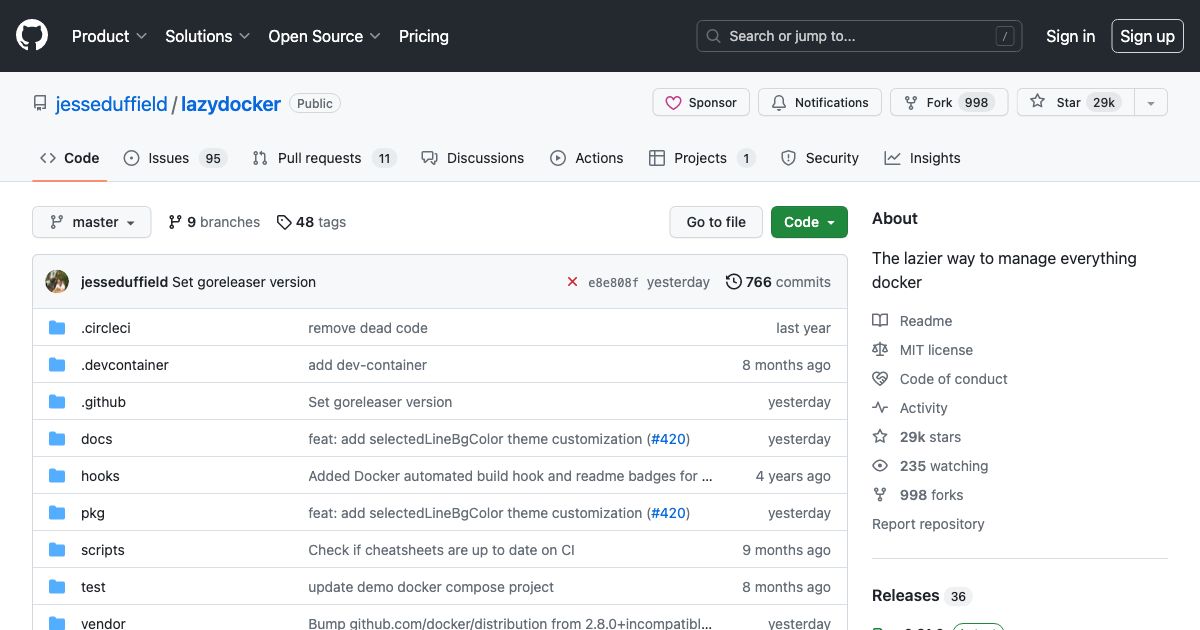 Product Solutions Open Source Pricing Search or jump to... / Sign in Sign up
jesseduffield / lazydocker Public Sponsor Notifications Fork 998 Star 29k
Code Issues 95 Pull requests 11 Discussions Actions Projects 1 Security Insights
master 9 branches 48 tags Go to file Code
jesseduffield Set goreleaser version e8e808f yesterday 766 commits
.circleci remove dead code last year
.devcontainer add dev-container 8 months ago
.github Set goreleaser version yesterday
docs feat: add selectedLineBgColor theme customization (#420) yesterday
hooks Added Docker automated build hook and readme badges for ... 4 years ago
pkg feat: add selectedLineBgColor theme customization (#420) yesterday
scripts Check if cheatsheets are up to date on CI 9 months ago
test update demo docker compose project 8 months ago
vendor Bump github.com/docker/distribution from 2.8.0+incompatibl... yesterday
About
The lazier way to manage everything
docker
Readme
MIT license
Code of conduct
Activity
29k stars
235 watching
998 forks
Report repository
Releases 36